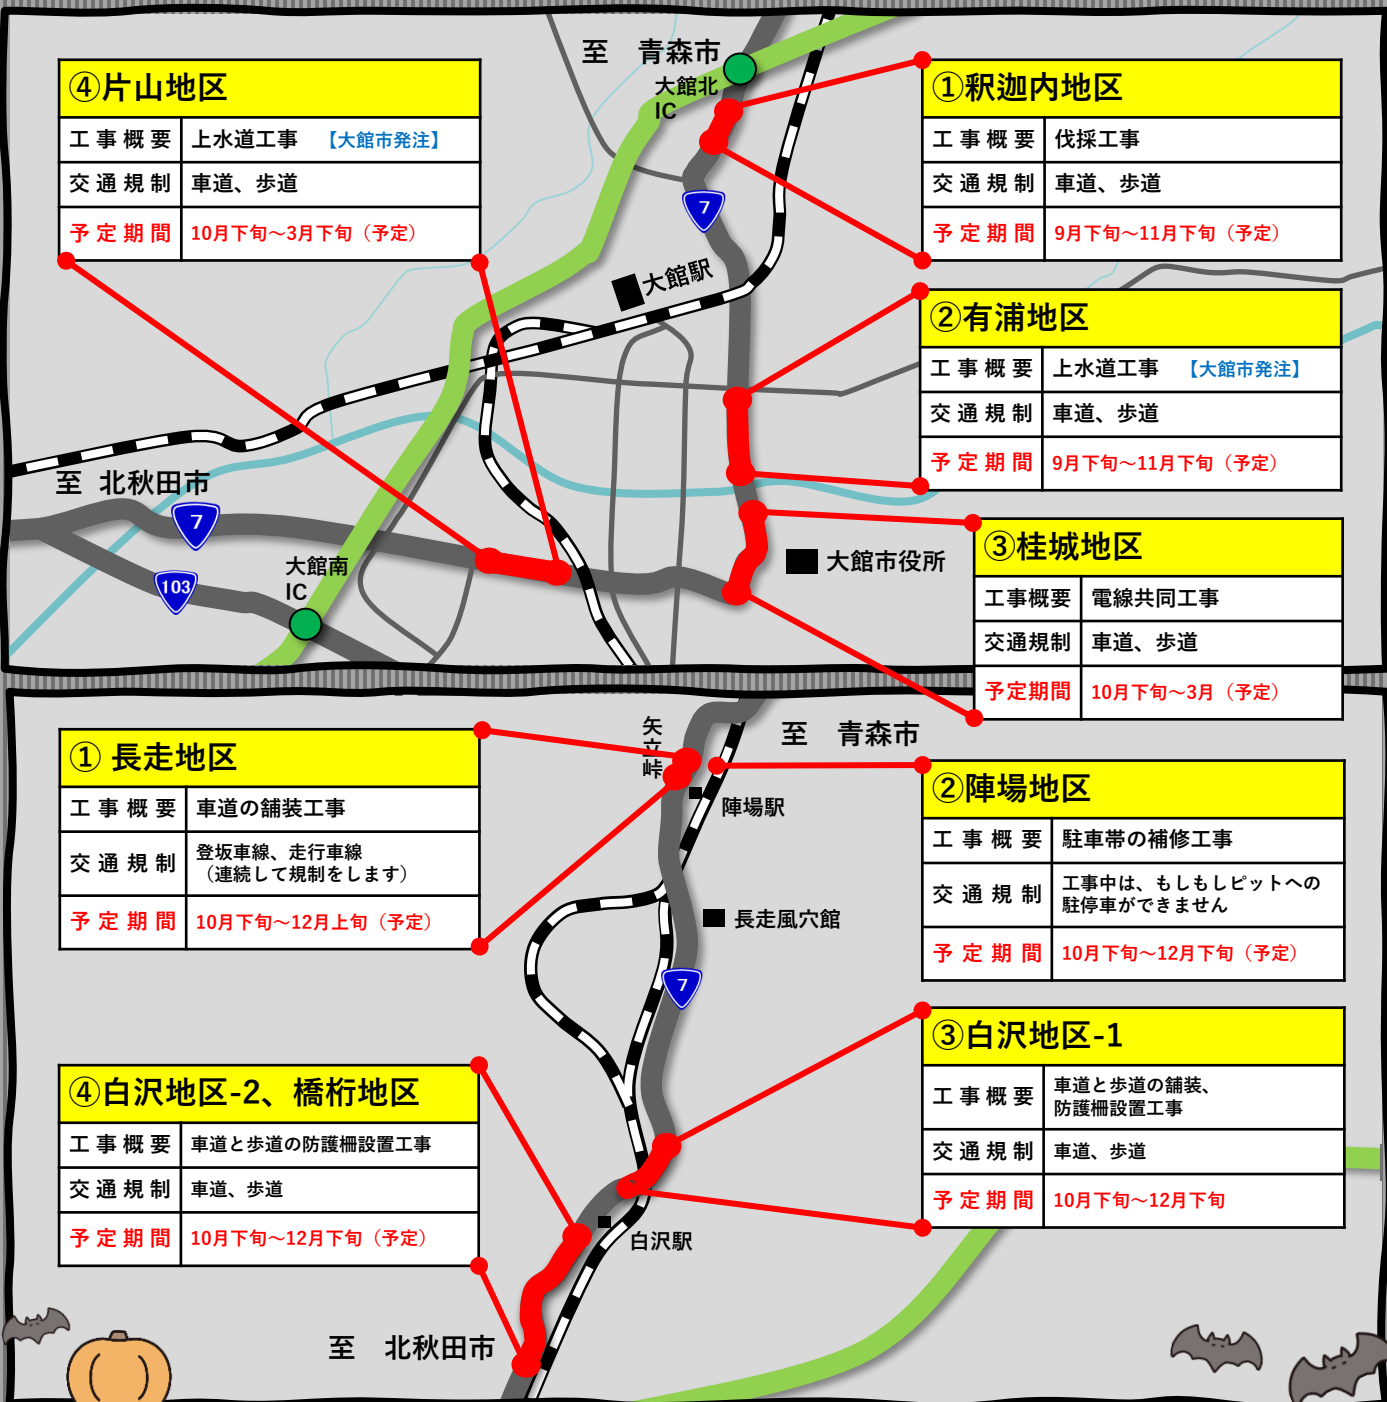 至　青森市
大館北
IC
④片山地区
工事概要　上水道工事　【大館市発注】
交通規制　車道、歩道
予定期間　10月下旬～3月下旬（予定）
①釈迦内地区
工事概要　伐採工事
交通規制　車道、歩道
予定期間　9月下旬～11月下旬（予定）
7
大館駅
②有浦地区
工事概要　上水道工事　【大館市発注】
交通規制　車道、歩道
予定期間　9月下旬～11月下旬（予定）
至　北秋田市
7
103
大館南
IC
大館市役所
③桂城地区
工事概要　電線共同工事
交通規制　車道、歩道
予定期間　10月下旬～3月（予定）
① 長走地区
工事概要　車道の舗装工事
交通規制　登坂車線、走行車線
（連続して規制をします）
予定期間　10月下旬～12月上旬（予定）
矢立峠
至　青森市
陣場駅
②陣場地区
工事概要　駐車帯の補修工事
交通規制　工事中は、もしもしピットへの
駐停車ができません
予定期間　10月下旬～12月下旬（予定）
長走風穴館
7
③白沢地区-1
工事概要　車道と歩道の舗装、
防護柵設置工事
交通規制　車道、歩道
予定期間　10月下旬～12月下旬
④白沢地区-2、橋桁地区
工事概要　車道と歩道の防護柵設置工事
交通規制　車道、歩道
予定期間　10月下旬～12月下旬（予定）
白沢駅
至　北秋田市